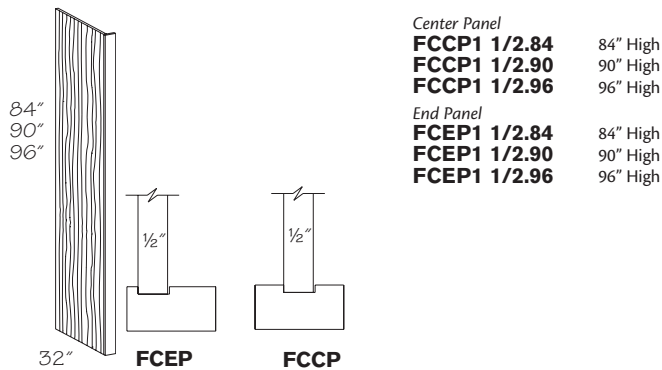 84"
90"
96"
32"
½"
FCEP
½"
FCCP
Center Panel
FCCP1 1/2.84 84" High
FCCP1 1/2.90 90" High
FCCP1 1/2.96 96" High
End Panel
FCEP1 1/2.84 84" High
FCEP1 1/2.90 90" High
FCEP1 1/2.96 96" High